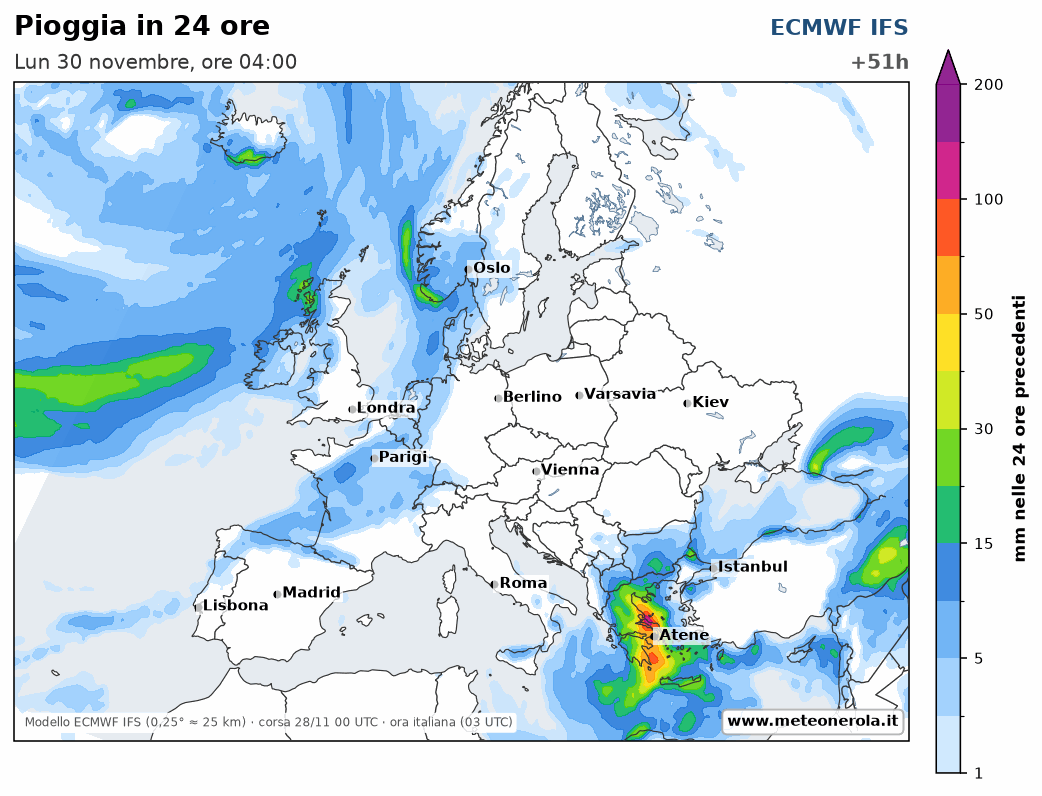 Pioggia in 24 ore
ECMWF IFS
Lun 30 novembre, ore 04:00
+51h
200
100
50
30
15
5
1
mm nelle 24 ore precedenti
Oslo
Berlino
Varsavia
Kiev
Londra
Parigi
Vienna
Istanbul
Roma
Madrid
Lisbona
Atene
Modello ECMWF IFS (0,25° ≈ 25 km) · corsa 28/11 00 UTC · ora italiana (03 UTC)
www.meteonerola.it